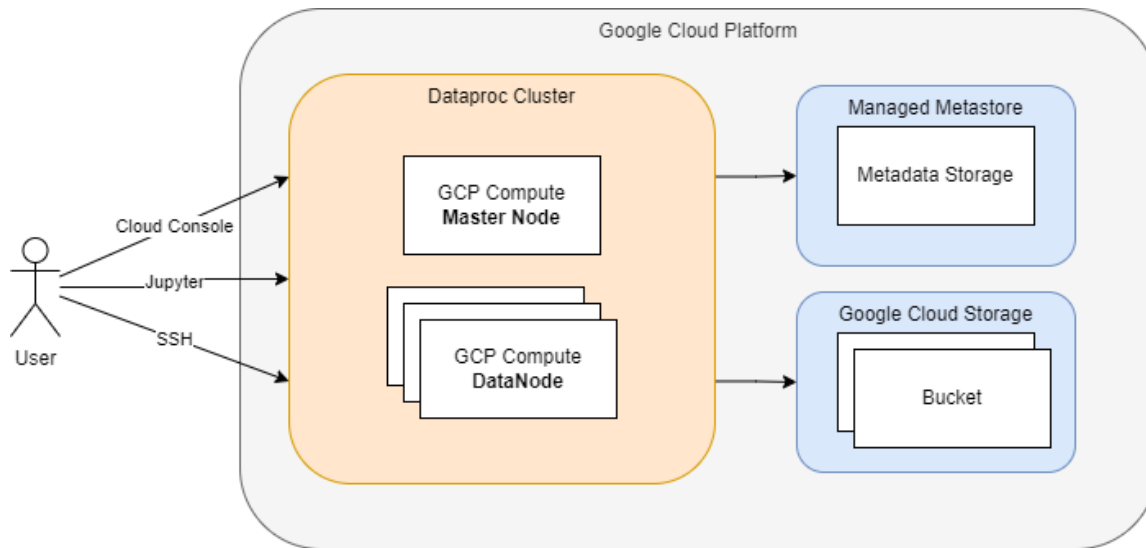 Google Cloud Platform
Dataproc Cluster
Managed Metastore
GCP Compute
Master Node
Metadata Storage
Cloud Console
Jupyter
SSH
User
GCP Compute
DataNode
Google Cloud Storage
Bucket